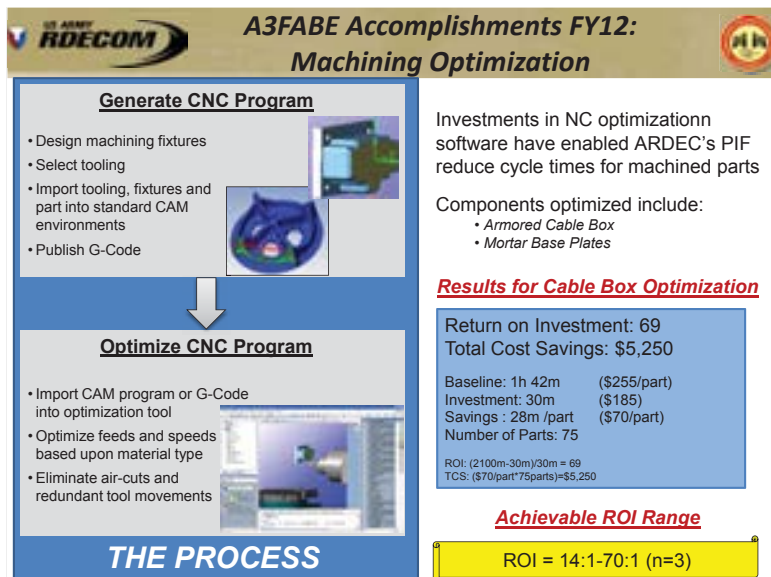 US ARMY
RDECOM
A3FABE Accomplishments FY12:
Machining Optimization
Generate CNC Program
• Design machining fixtures
• Select tooling
• Import tooling, fixtures and
part into standard CAM
environments
• Publish G-Code
Optimize CNC Program
• Import CAM program or G-Code
into optimization tool
• Optimize feeds and speeds
based upon material type
• Eliminate air-cuts and
redundant tool movements
THE PROCESS
Investments in NC optimizationn
software have enabled ARDEC's PIF
reduce cycle times for machined parts
Components optimized include:
• Armored Cable Box
• Mortar Base Plates
Results for Cable Box Optimization
Return on Investment: 69
Total Cost Savings: $5,250
Baseline: 1h 42m ($255/part)
Investment: 30m ($185)
Savings : 28m /part ($70/part)
Number of Parts: 75
ROI: (2100m-30m)/30m = 69
TCS: ($70/part*75parts)=$5,250
Achievable ROI Range
ROI = 14:1-70:1 (n=3)